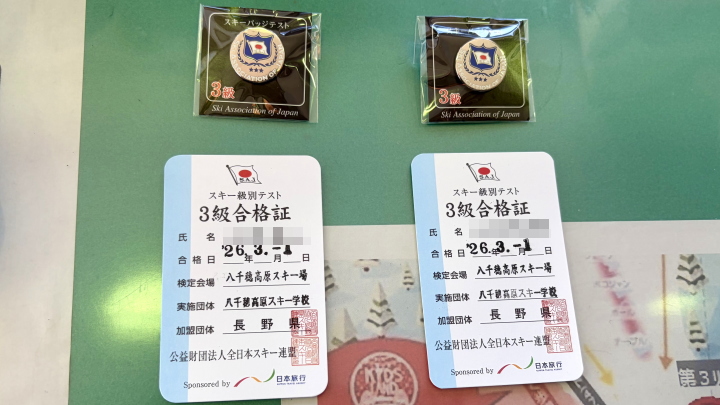 スキーバッジテスト
3級
Ski Association of Japan
3級
Ski Association of Japan
SAJ
スキー級別テスト
3級合格証
氏 名
合格日 '26.3.-1 年 月 日
検定会場 八千穂高原スキー場
実施団体 八千穂高原スキー学校
加盟団体 長野県
公益財団法人全日本スキー連盟
Sponsored by 日本旅行
SAJ
スキー級別テスト
3級合格証
氏 名
合格日 '26.3.-1 年 月 日
検定会場 八千穂高原スキー場
実施団体 八千穂高原スキー学校
加盟団体 長野県
公益財団法人全日本スキー連盟
Sponsored by 日本旅行
第3リ